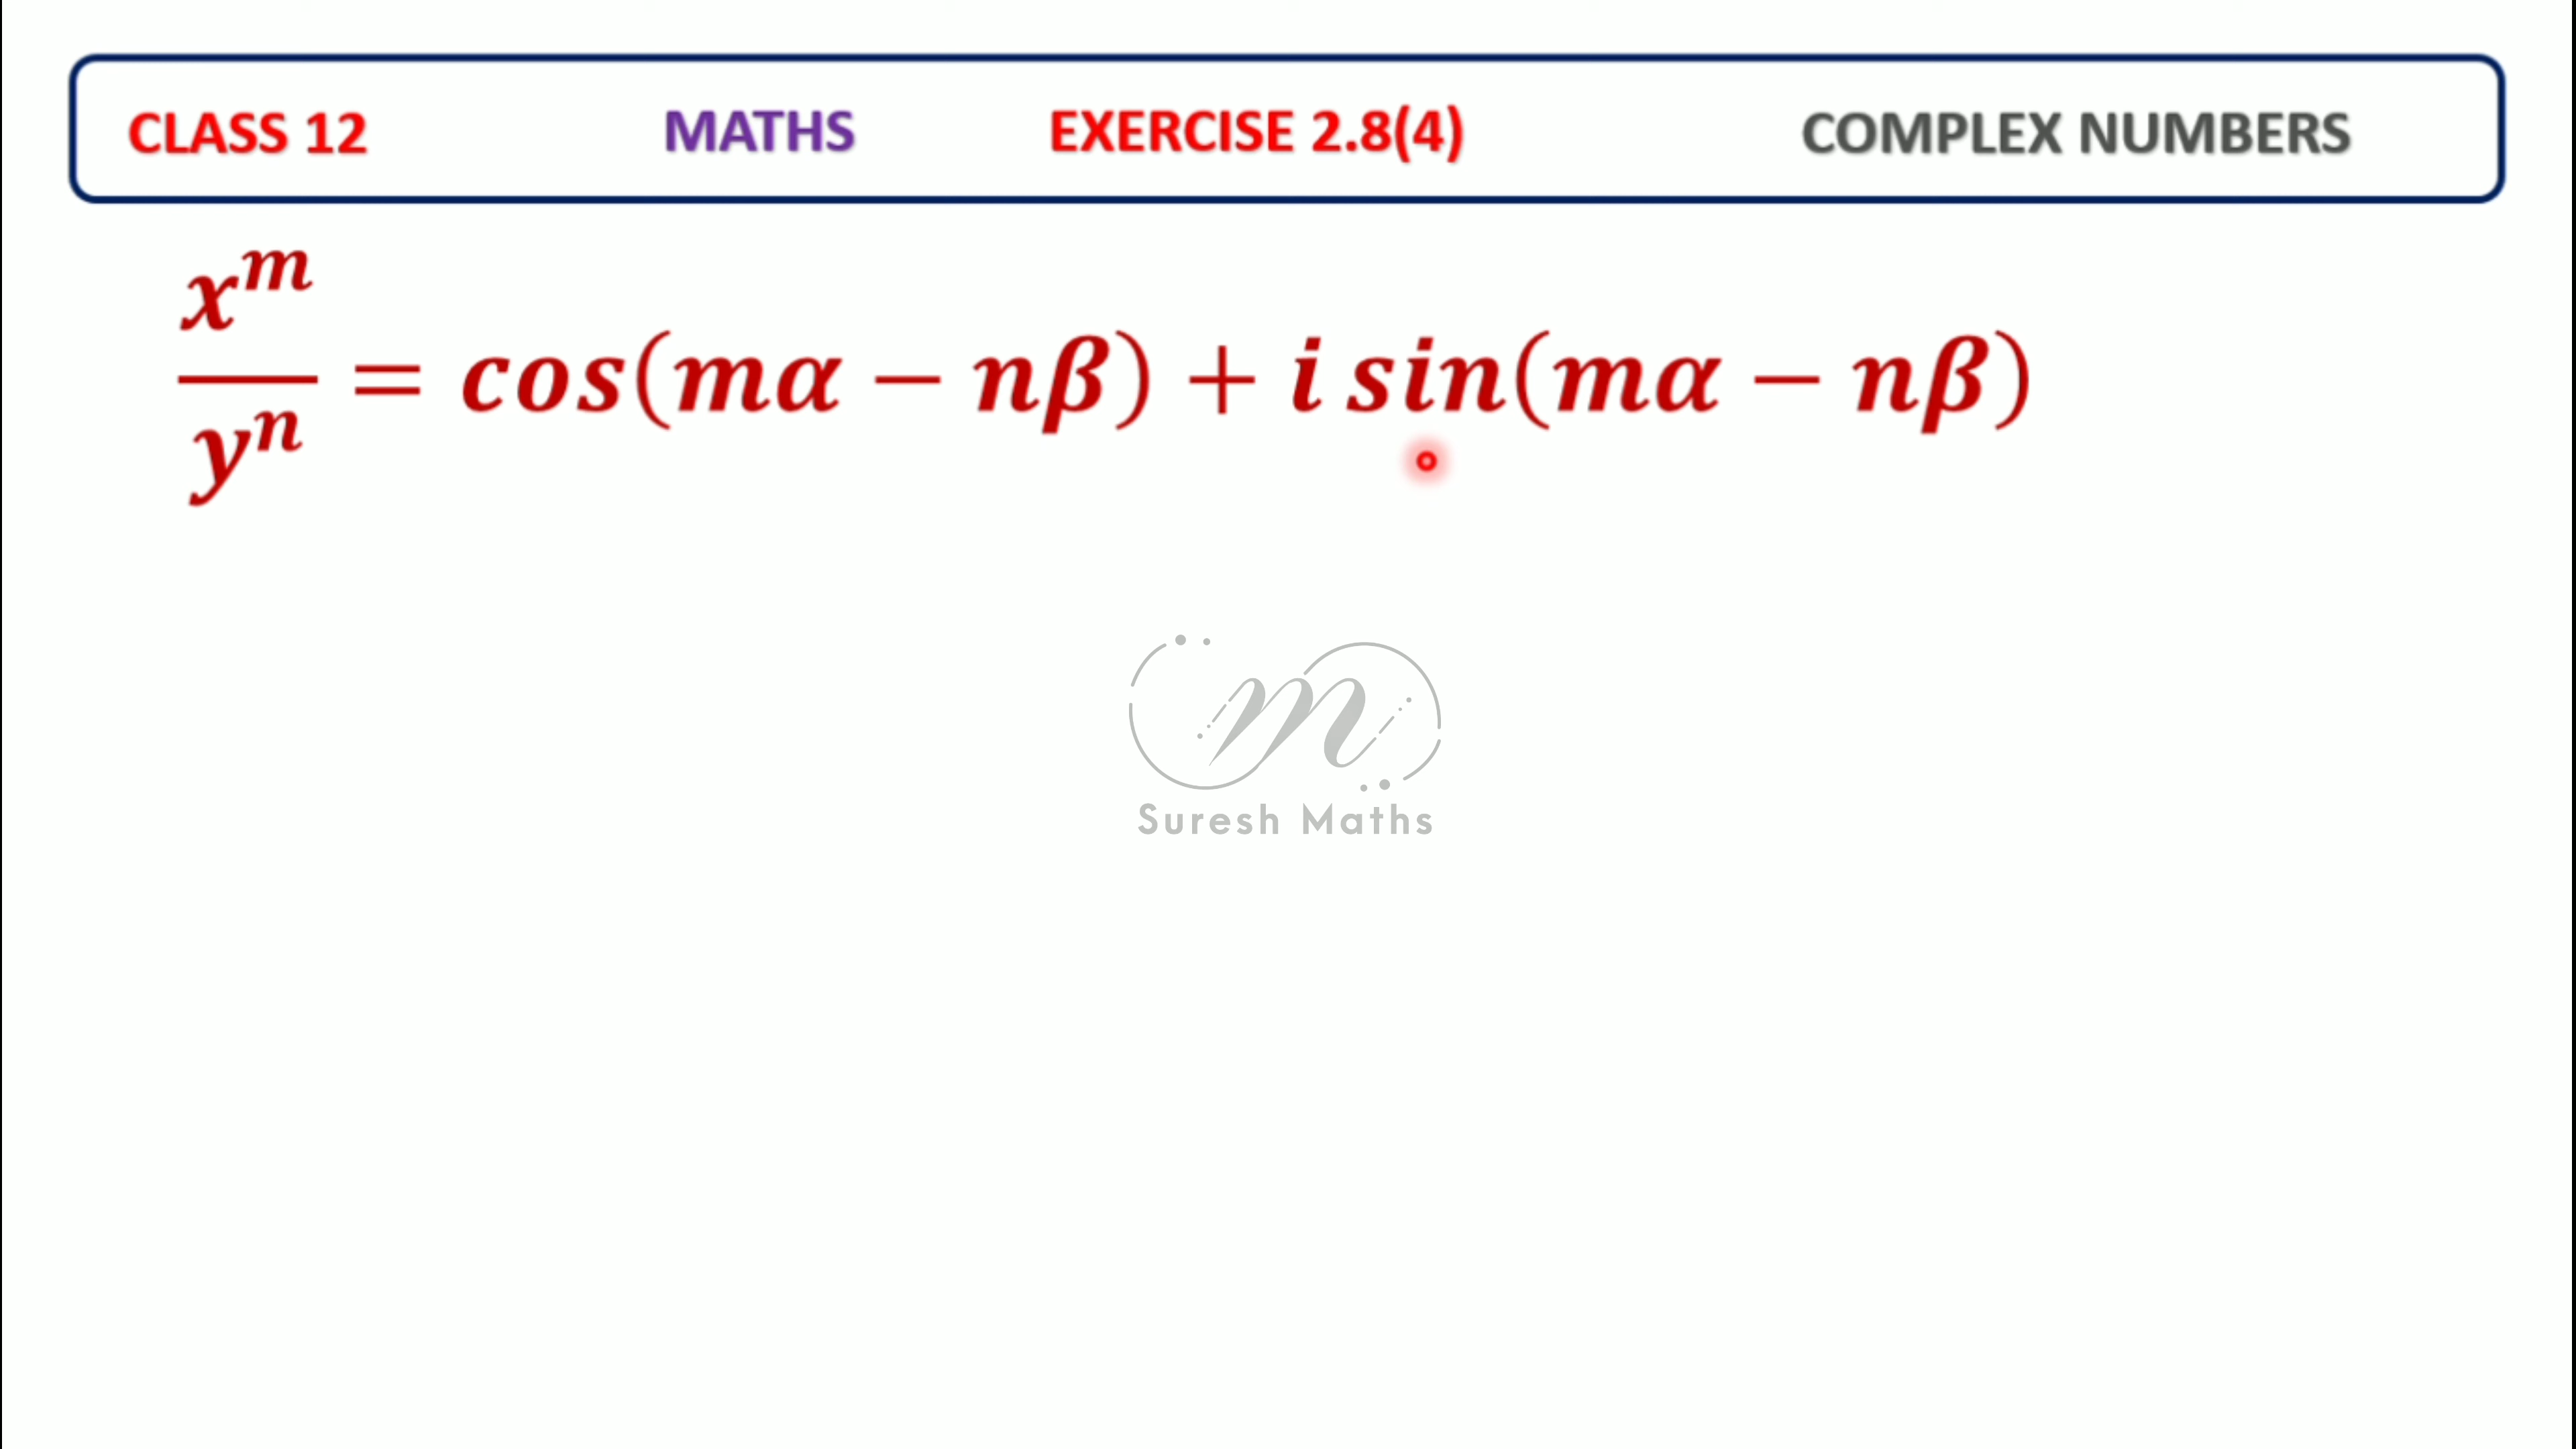 CLASS 12 MATHS EXERCISE 2.8(4) COMPLEX NUMBERS
x^m / y^n = cos(mα − nβ) + i sin(mα − nβ)
m
Suresh Maths